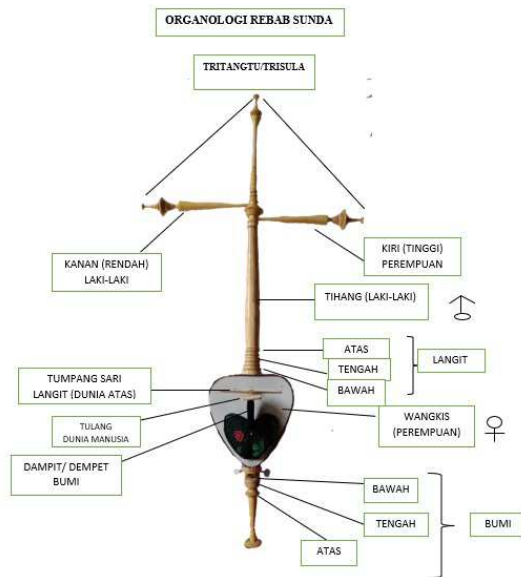 ORGANOLOGI REBAB SUNDA
TRITANGTU/TRISULA
KANAN (RENDAH)
LAKI-LAKI
KIRI (TINGGI)
PEREMPUAN
TIHANG (LAKI-LAKI)
ATAS
TENGAH
BAWAH
LANGIT
TUMPANG SARI
LANGIT (DUNIA ATAS)
TULANG
DUNIA MANUSIA
WANGKIS
(PEREMPUAN)
DAMPIT/ DEMPET
BUMI
BAWAH
TENGAH
ATAS
BUMI